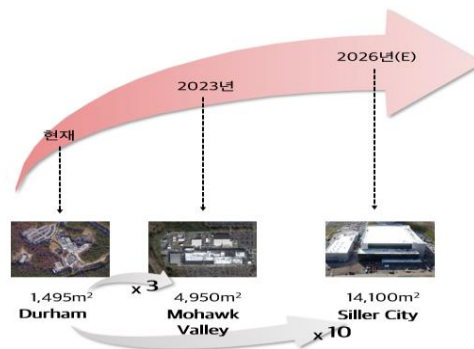 2026년(E)
2023년
현재
1,495m²
Durham
x 3
4,950m²
Mohawk
Valley
14,100m²
Siller City
x 10